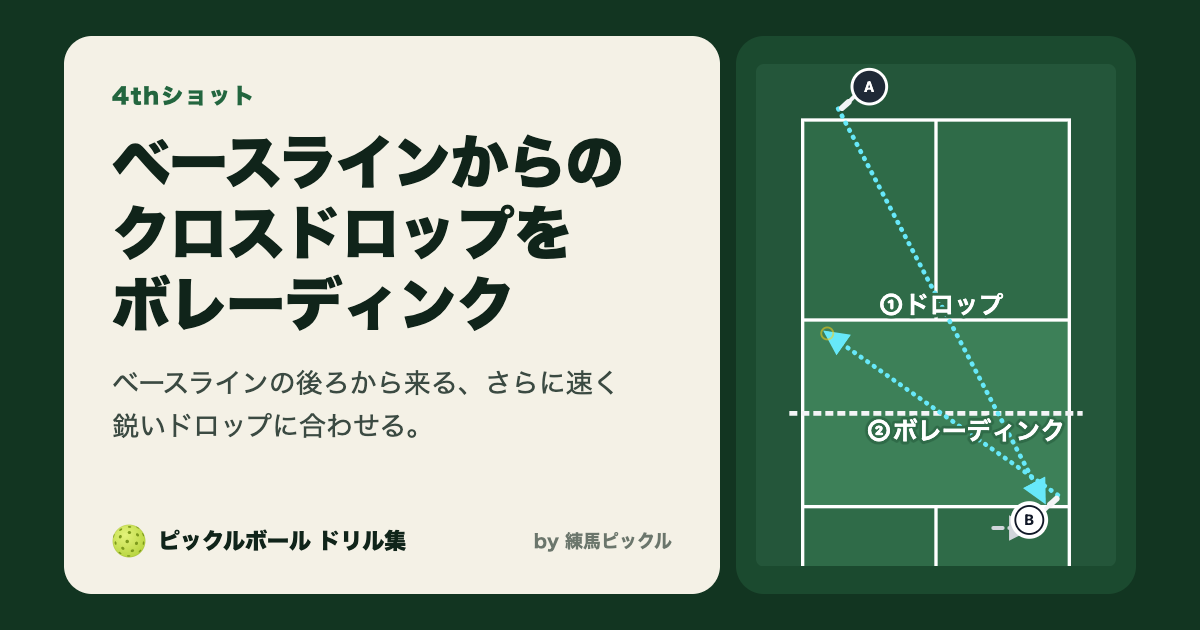 4thショット
ベースラインからの
クロスドロップを
ボレーディンク
ベースラインの後ろから来る、さらに速く
鋭いドロップに合わせる。
ピックルボール ドリル集
by 練馬ピックル
A
①ドロップ
②ボレーディンク
B